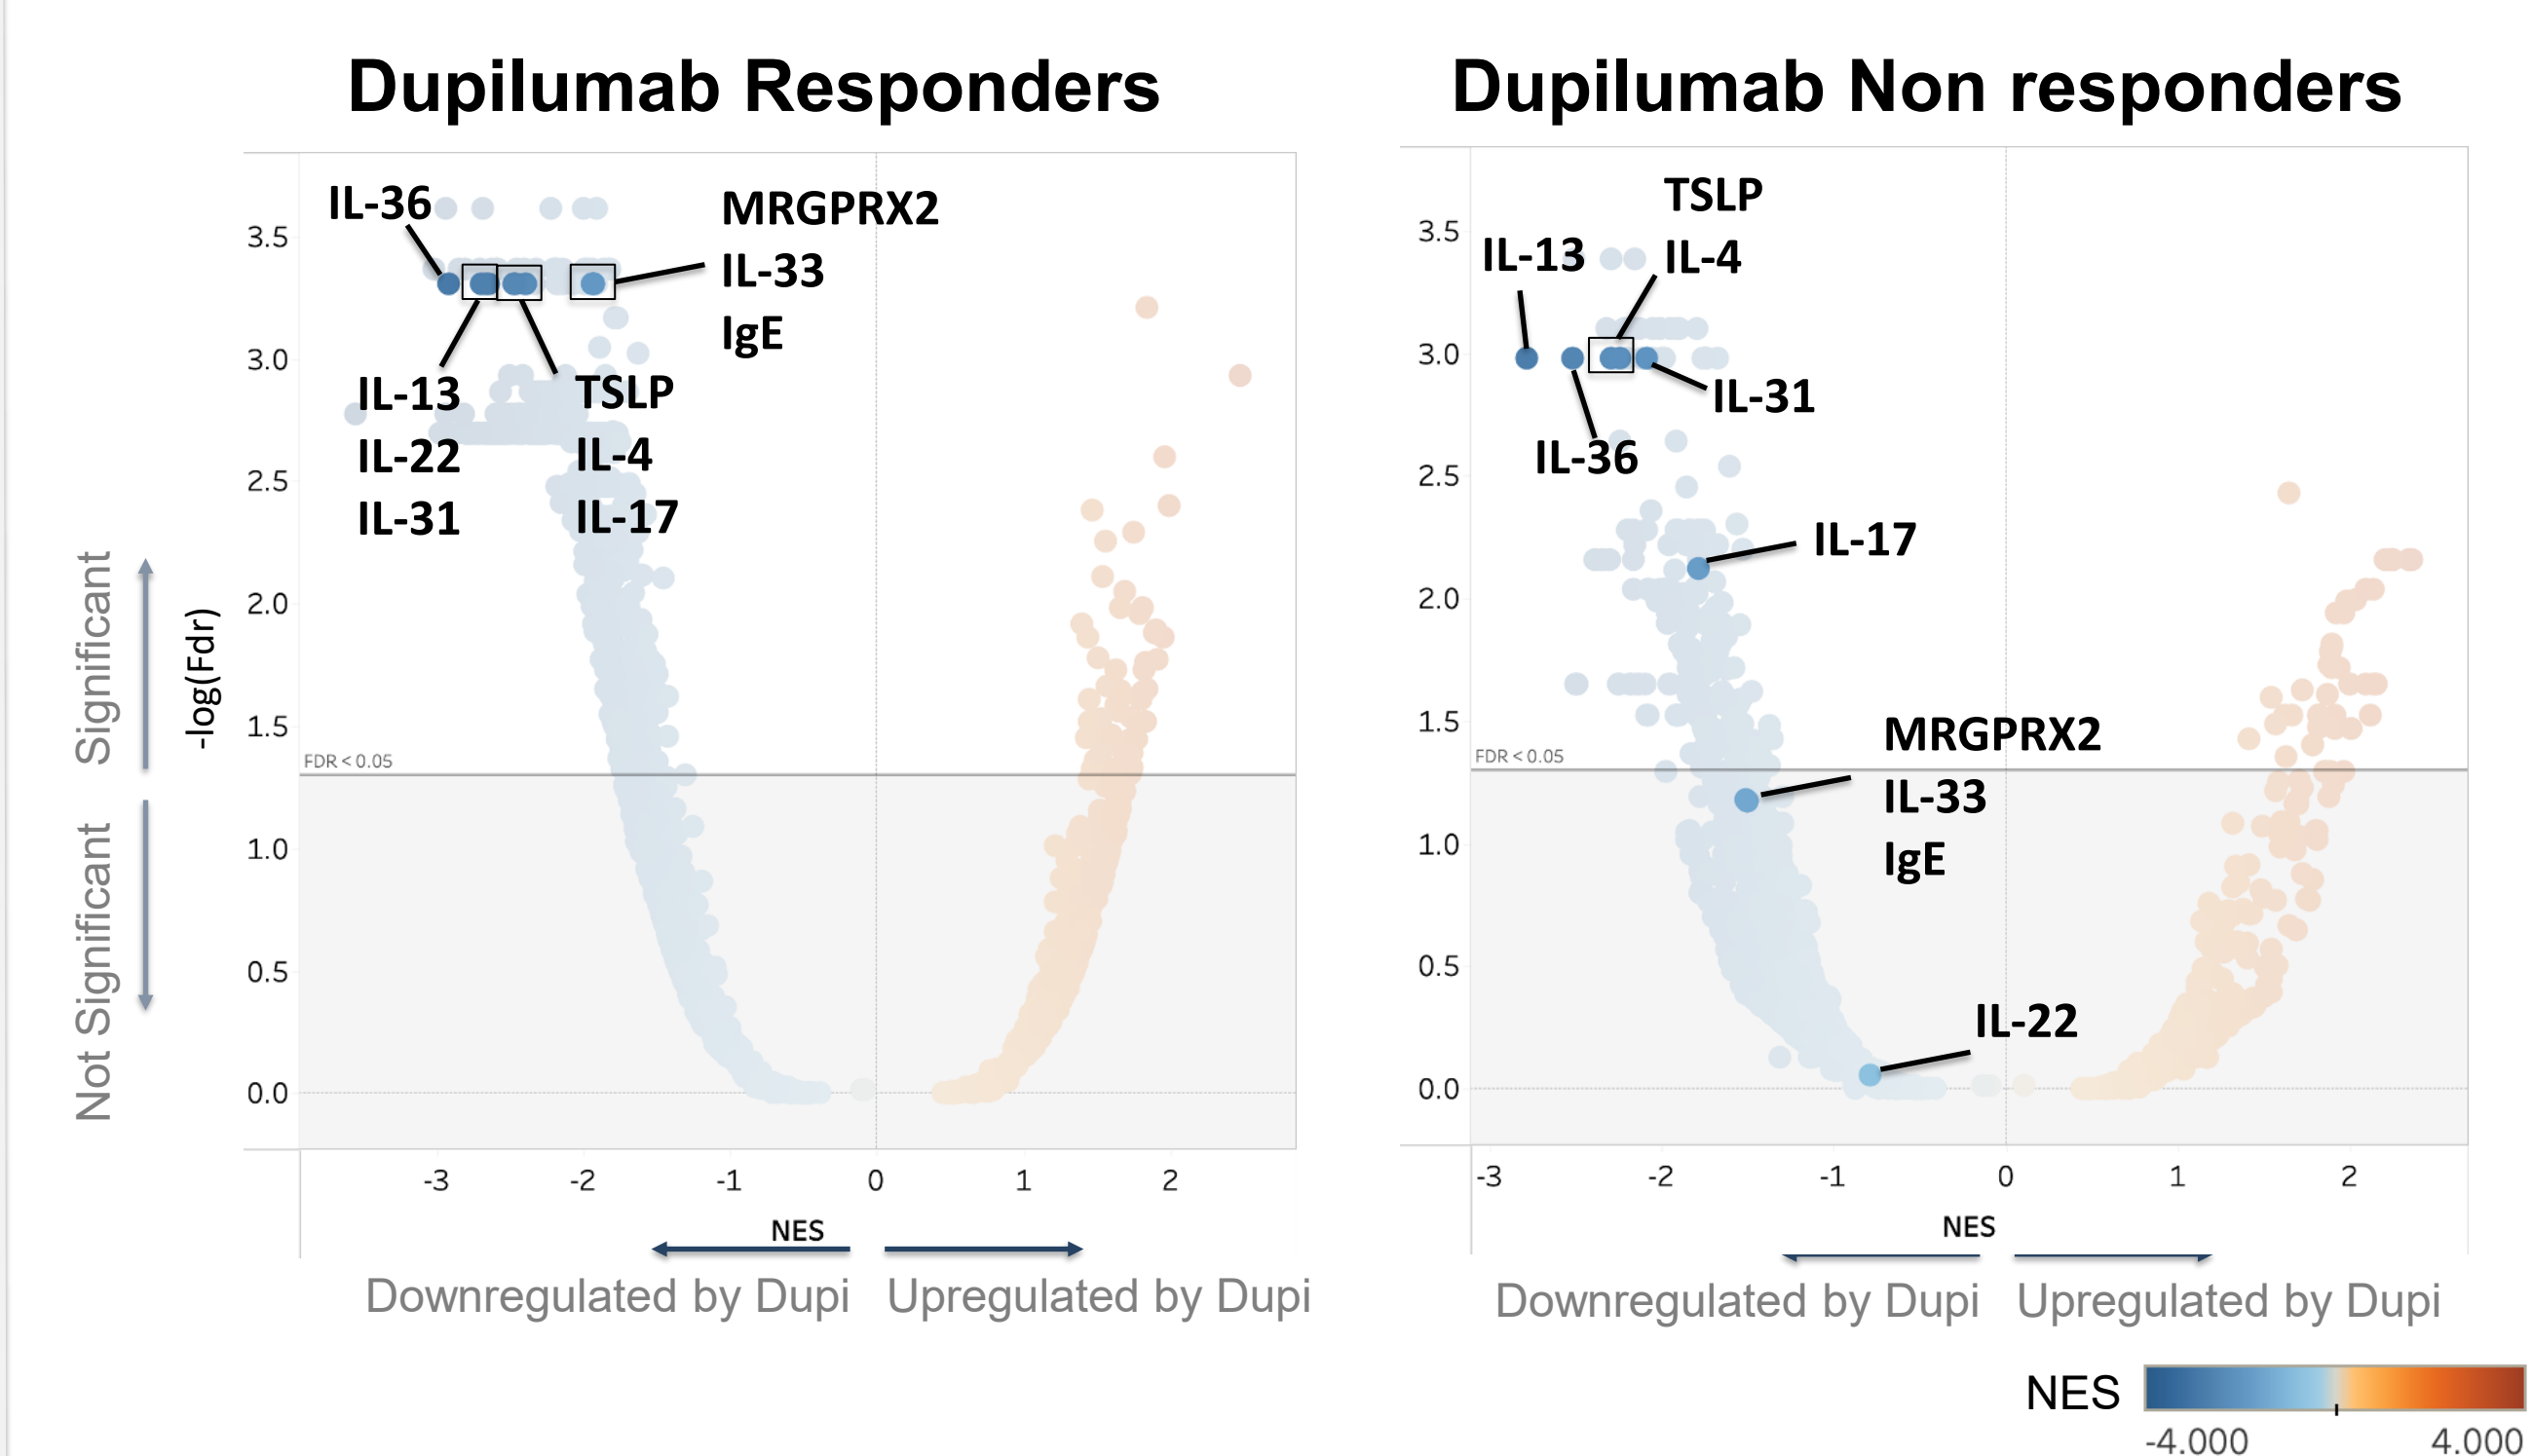 Dupilumab Responders
IL-36
MRGPRX2
IL-33
IgE
IL-13
IL-22
IL-31
TSLP
IL-4
IL-17
3.5
3.0
2.5
2.0
1.5
1.0
0.5
0.0
FDR < 0.05
-log(Fdr)
Significant
Not Significant
-3
-2
-1
0
1
2
NES
Downregulated by Dupi
Upregulated by Dupi
Dupilumab Non responders
TSLP
IL-4
IL-13
IL-31
IL-36
IL-17
MRGPRX2
IL-33
IgE
IL-22
3.5
3.0
2.5
2.0
1.5
1.0
0.5
0.0
FDR < 0.05
-3
-2
-1
0
1
2
NES
Downregulated by Dupi
Upregulated by Dupi
NES
-4.000
4.000